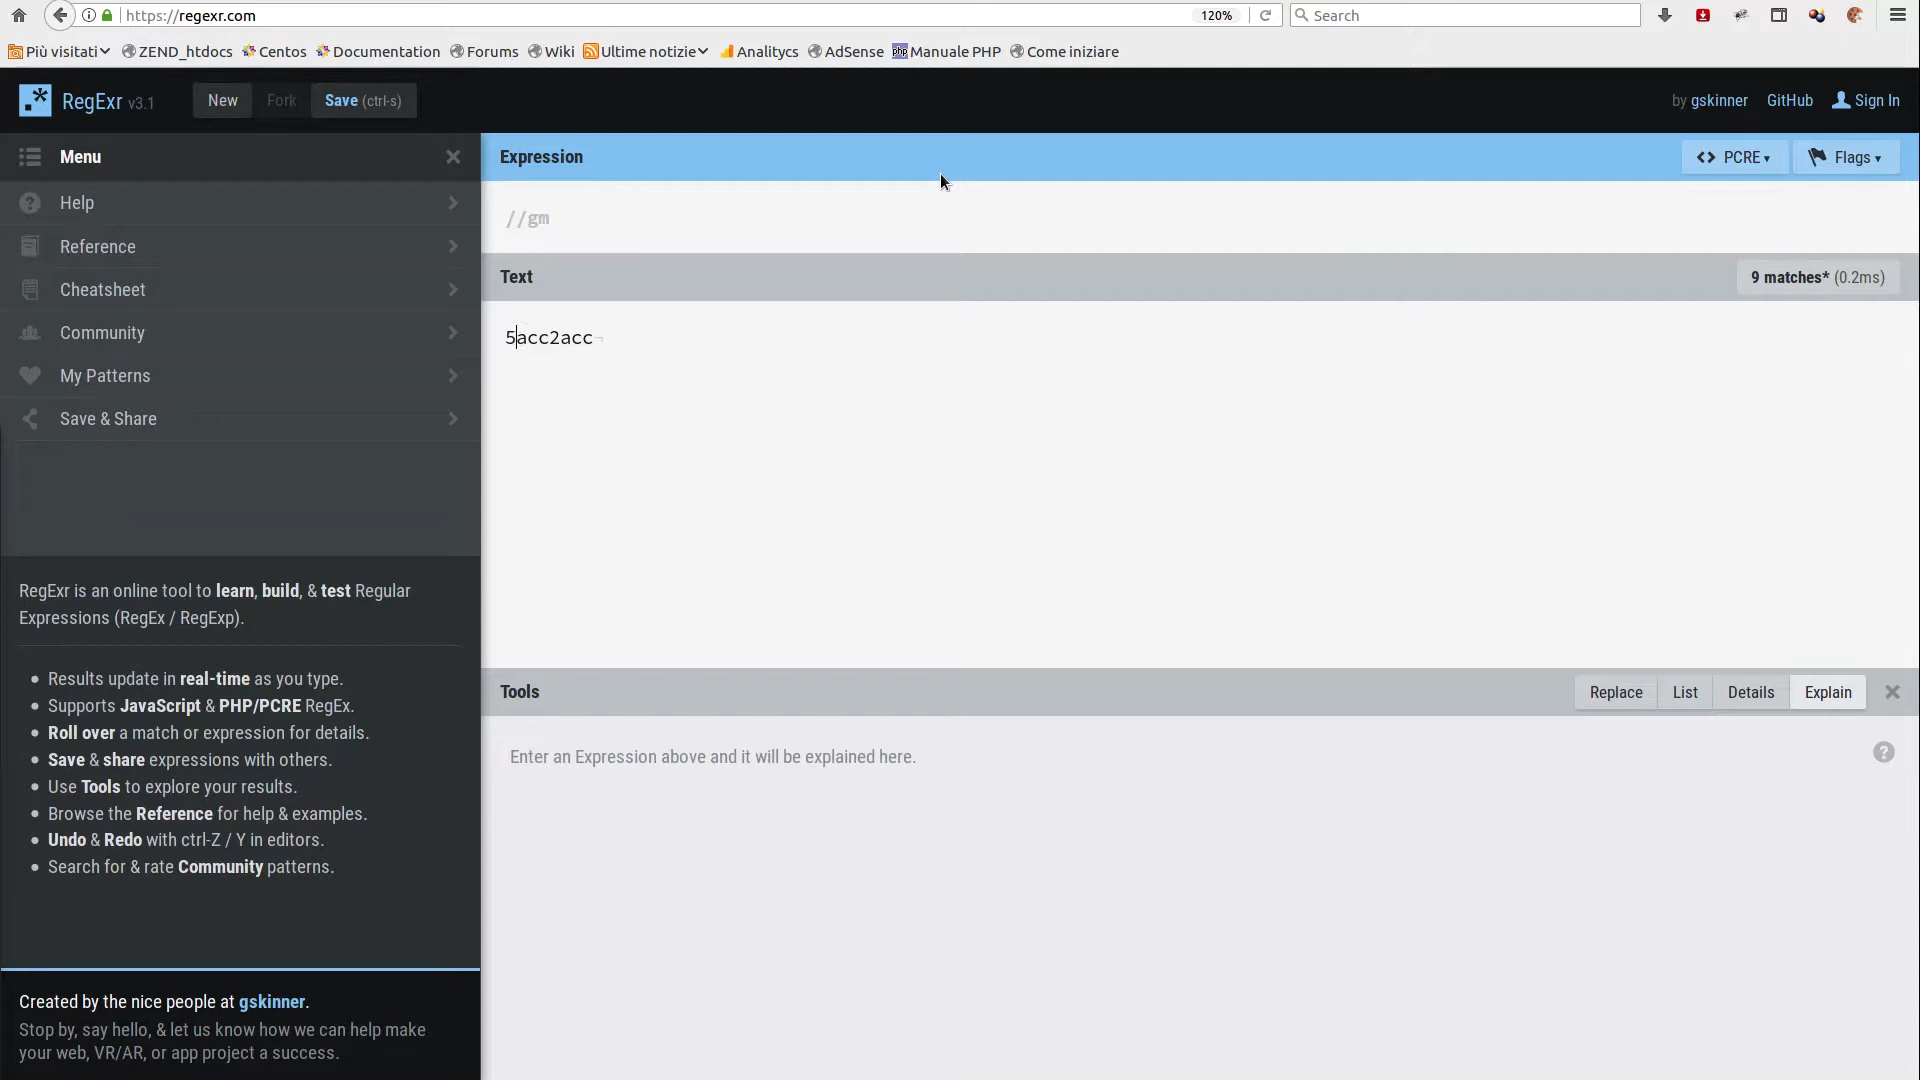 https://regexr.com 120% Search
Più visitati ZEND_htdocs Centos Documentation Forums Wiki Ultime notizie Analitycs AdSense php Manuale PHP Come iniziare
.* RegExr v3.1 New Fork Save (ctrl-s) by gskinner GitHub Sign In
Menu
Help
Reference
Cheatsheet
Community
My Patterns
Save & Share
RegExr is an online tool to learn, build, & test Regular
Expressions (RegEx / RegExp).
Results update in real-time as you type.
Supports JavaScript & PHP/PCRE RegEx.
Roll over a match or expression for details.
Save & share expressions with others.
Use Tools to explore your results.
Browse the Reference for help & examples.
Undo & Redo with ctrl-Z / Y in editors.
Search for & rate Community patterns.
Created by the nice people at gskinner.
Stop by, say hello, & let us know how we can help make
your web, VR/AR, or app project a success.
Expression <> PCRE Flags
//gm
Text 9 matches* (0.2ms)
5acc2acc¬
Tools Replace List Details Explain
Enter an Expression above and it will be explained here.